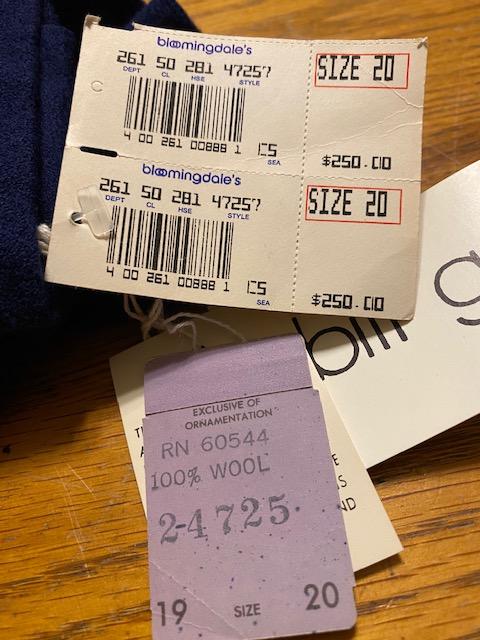 bloomingdale's
261 50 281 47257
DEPT CL HSE STYLE
SIZE 20
4 00 261 00888 1
SEA
$250.00
bloomingdale's
261 50 281 47257
DEPT CL HSE STYLE
SIZE 20
4 00 261 00888 1
SEA
$250.00
bill g
EXCLUSIVE OF
ORNAMENTATION
RN 60544
100% WOOL
2-4725.
19 SIZE 20